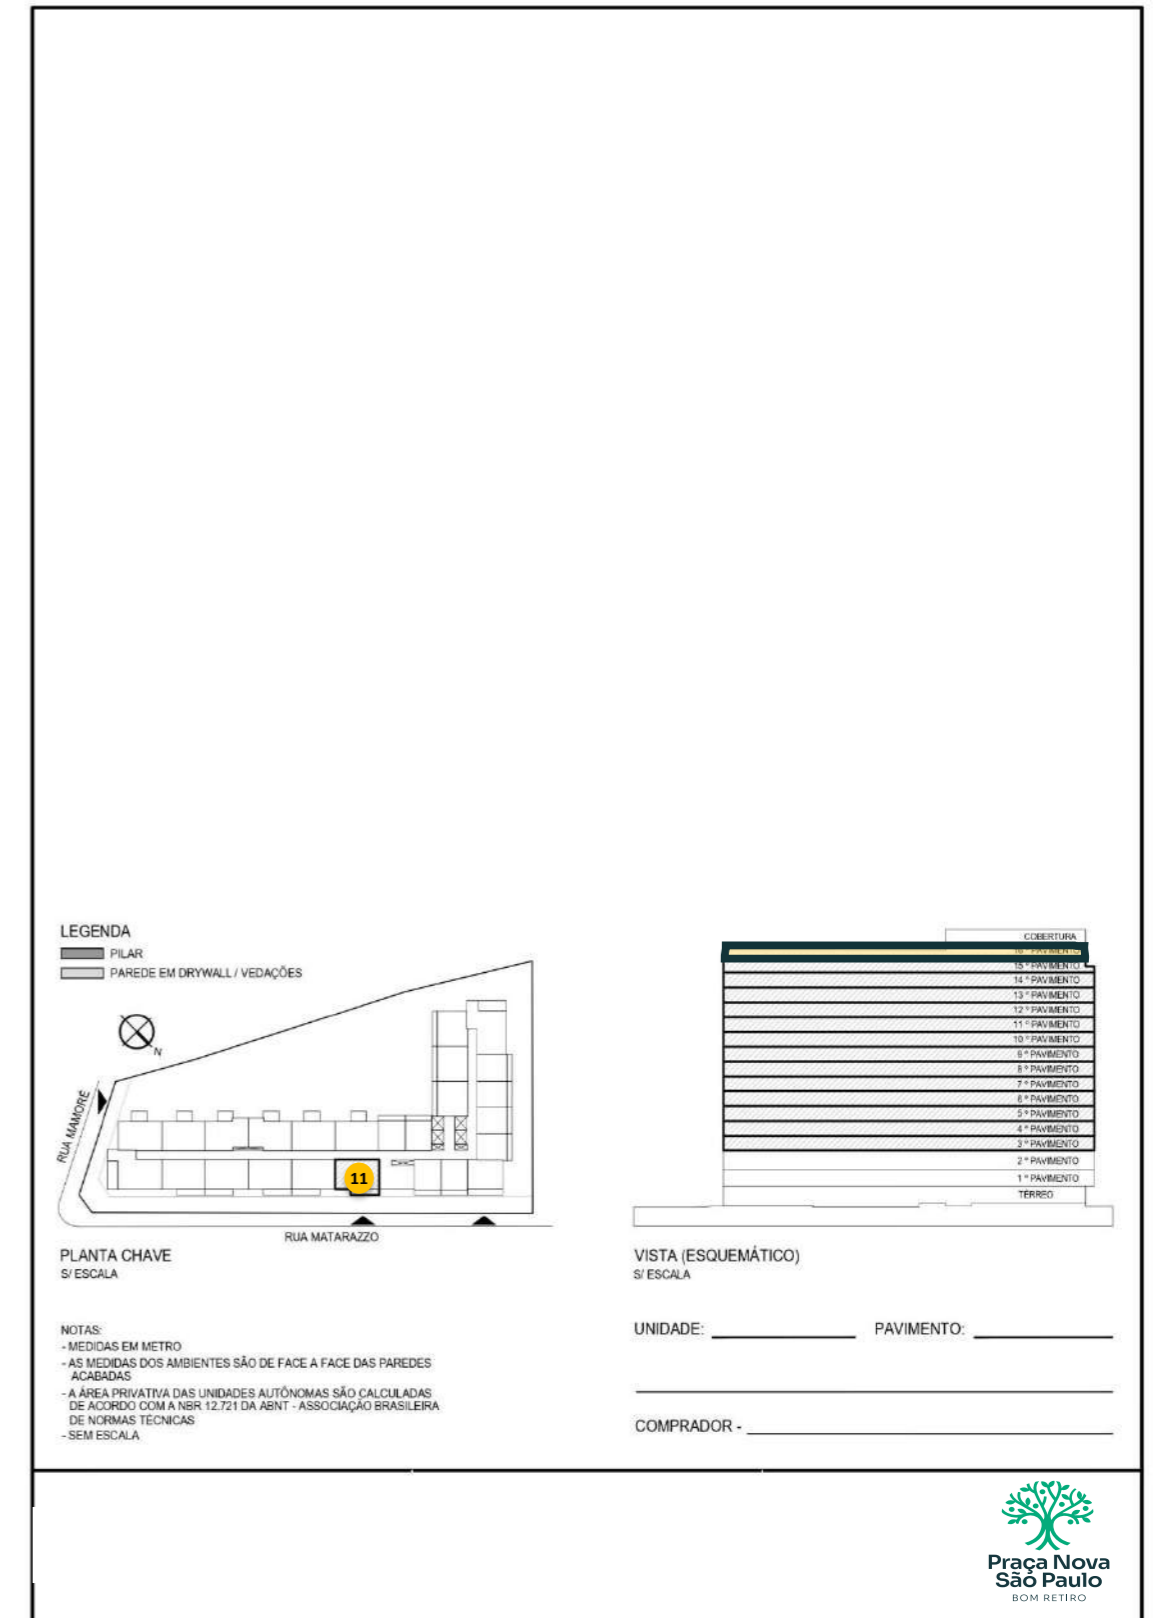 LEGENDA
PILAR
PAREDE EM DRYWALL / VEDAÇÕES
N
RUA MAMORÉ
11
RUA MATARAZZO
PLANTA CHAVE
S/ ESCALA
COBERTURA
16 º PAVIMENTO
15 º PAVIMENTO
14 º PAVIMENTO
13 º PAVIMENTO
12 º PAVIMENTO
11 º PAVIMENTO
10 º PAVIMENTO
9 º PAVIMENTO
8 º PAVIMENTO
7 º PAVIMENTO
6 º PAVIMENTO
5 º PAVIMENTO
4 º PAVIMENTO
3 º PAVIMENTO
2 º PAVIMENTO
1 º PAVIMENTO
TÉRREO
VISTA (ESQUEMÁTICO)
S/ ESCALA
NOTAS:
- MEDIDAS EM METRO
- AS MEDIDAS DOS AMBIENTES SÃO DE FACE A FACE DAS PAREDES
ACABADAS
- A ÁREA PRIVATIVA DAS UNIDADES AUTÔNOMAS SÃO CALCULADAS
DE ACORDO COM A NBR 12.721 DA ABNT - ASSOCIAÇÃO BRASILEIRA
DE NORMAS TÉCNICAS
- SEM ESCALA
UNIDADE: PAVIMENTO:
COMPRADOR -
Praça Nova
São Paulo
BOM RETIRO